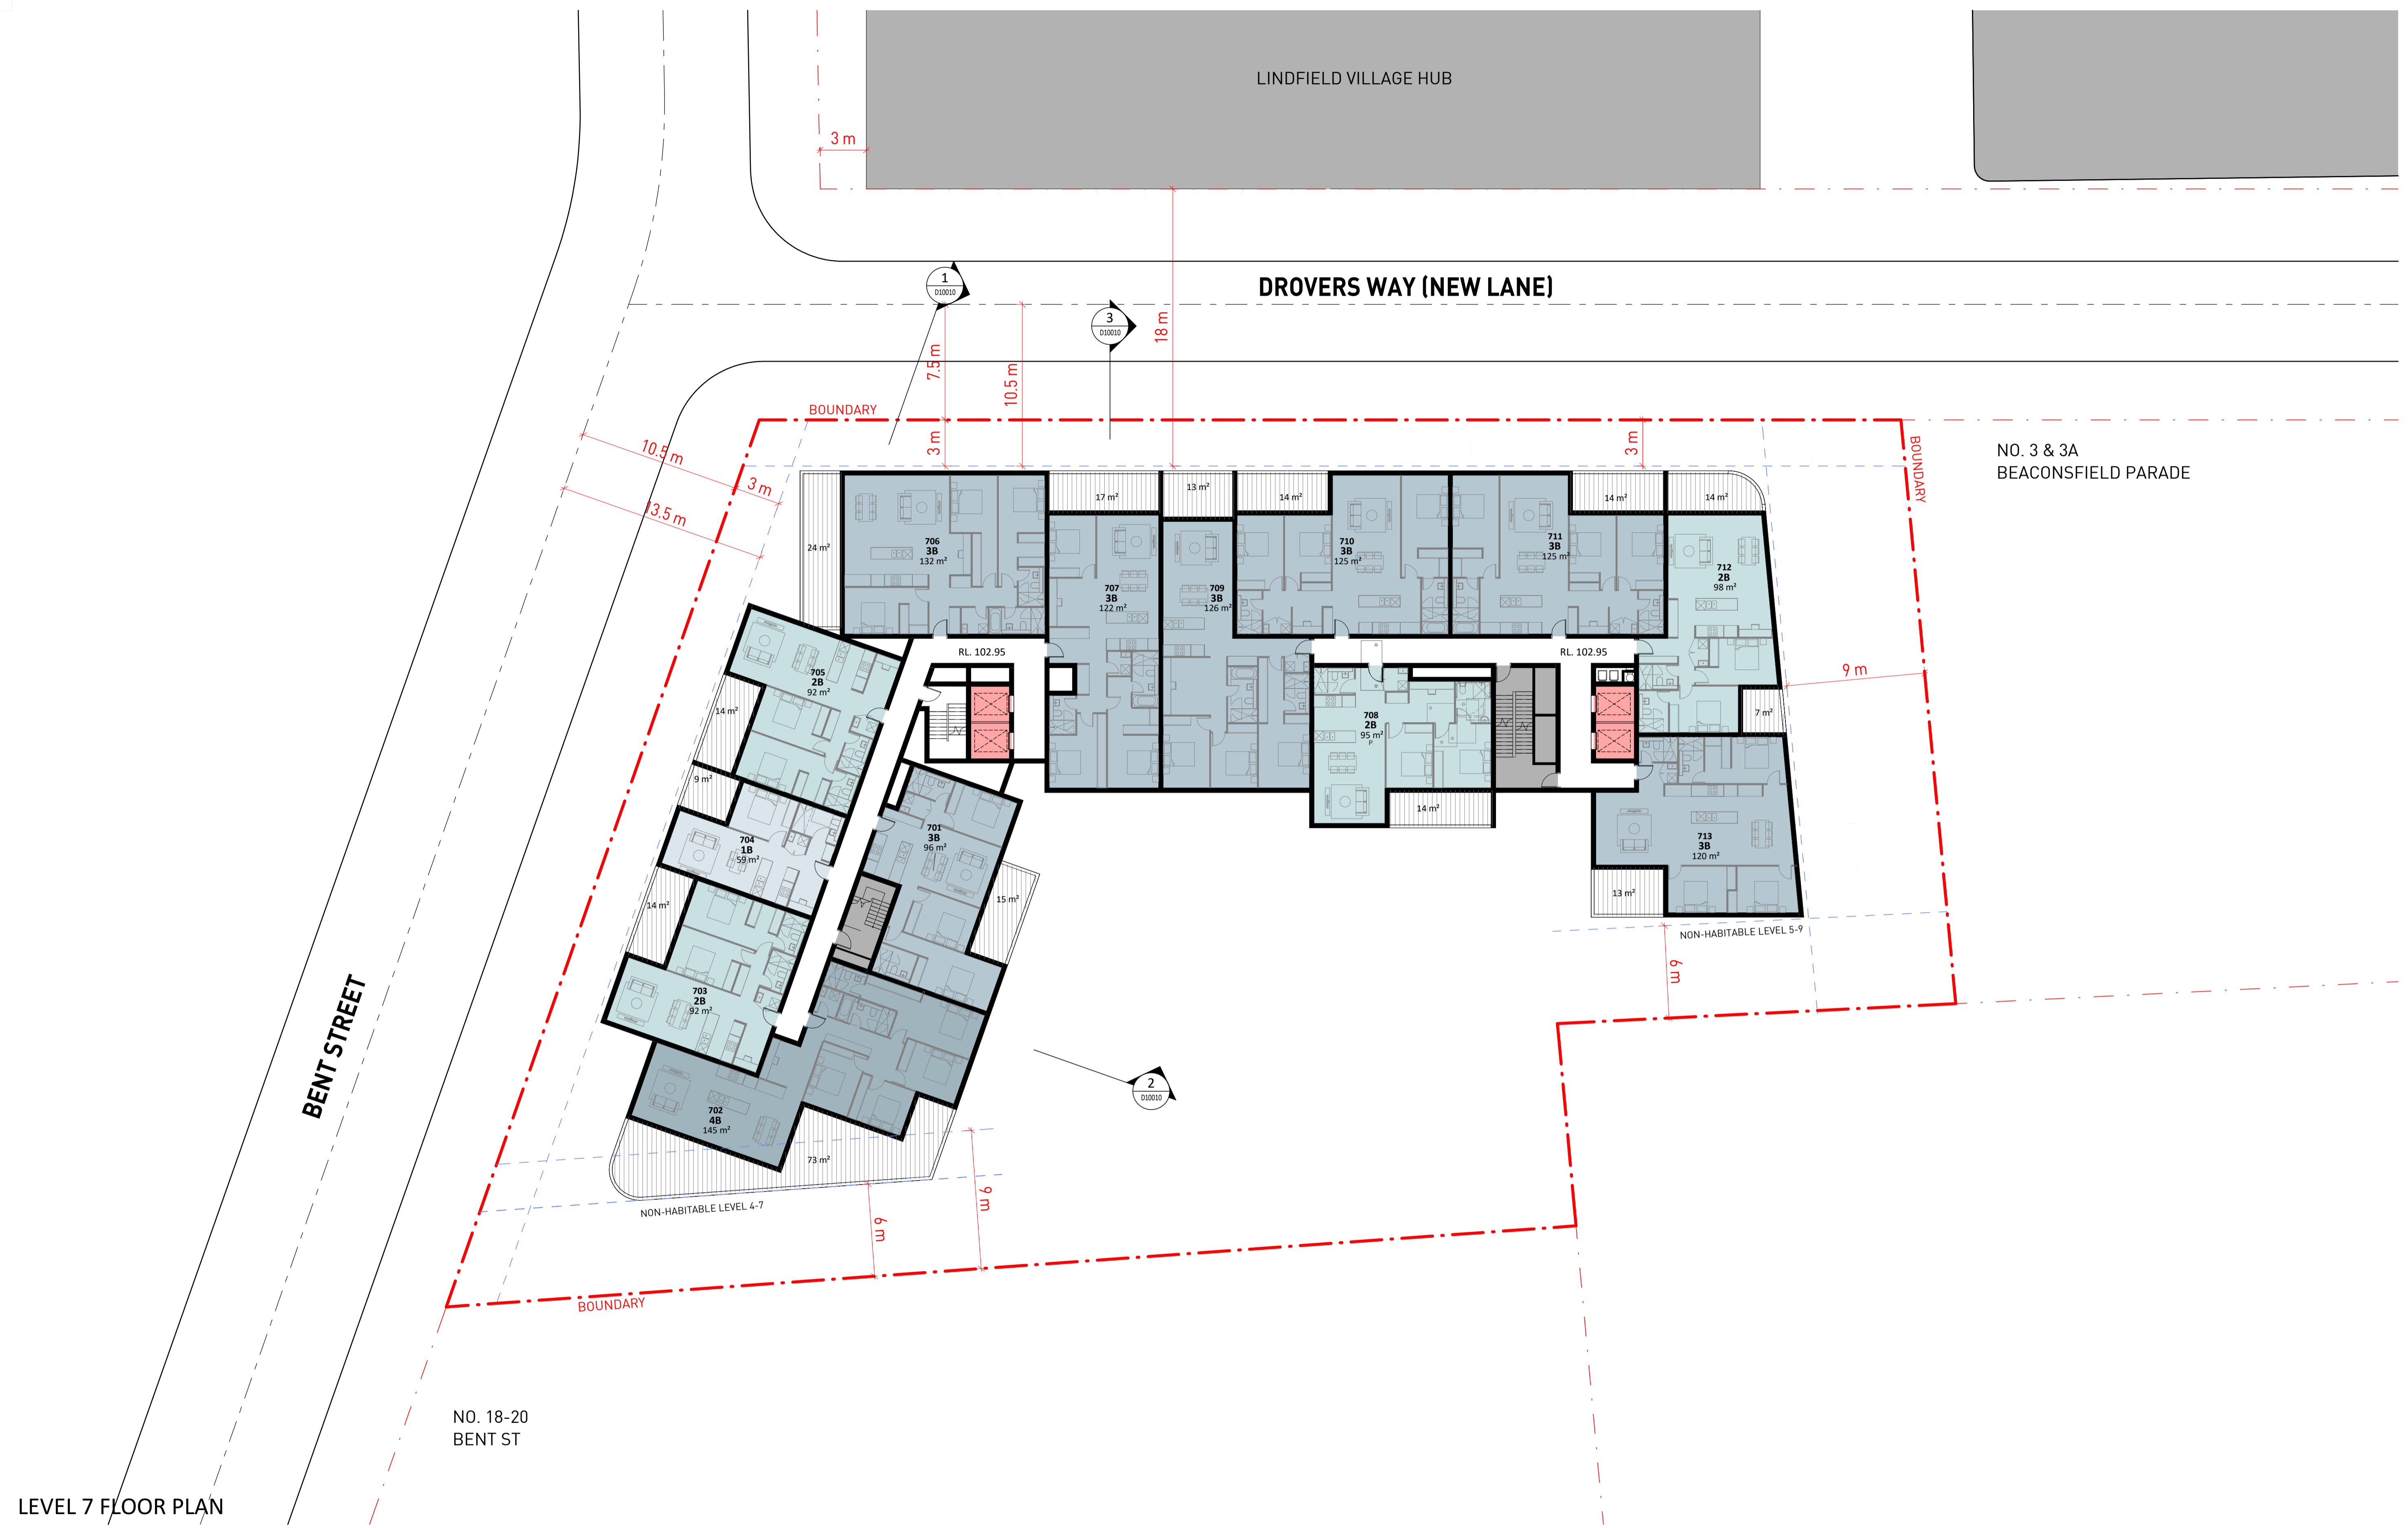 LINDFIELD VILLAGE HUB
3 m
1
D10010
DROVERS WAY (NEW LANE)
3
D10010
18 m
7.5 m
10.5 m
BOUNDARY
3 m
3 m
BOUNDARY
NO. 3 & 3A
BEACONSFIELD PARADE
10.5 m
3 m
13.5 m
24 m²
706
3B
132 m²
17 m²
13 m²
14 m²
14 m²
14 m²
707
3B
122 m²
709
3B
126 m²
710
3B
125 m²
711
3B
125 m²
712
2B
98 m²
RL. 102.95
RL. 102.95
9 m
705
2B
92 m²
14 m²
7 m²
708
2B
95 m²
P
14 m²
9 m²
704
1B
59 m²
701
3B
96 m²
15 m²
713
3B
120 m²
13 m²
NON-HABITABLE LEVEL 5-9
6 m
14 m²
703
2B
92 m²
702
4B
145 m²
73 m²
2
D10010
NON-HABITABLE LEVEL 4-7
6 m
9 m
BOUNDARY
BENT STREET
NO. 18-20
BENT ST
LEVEL 7 FLOOR PLAN